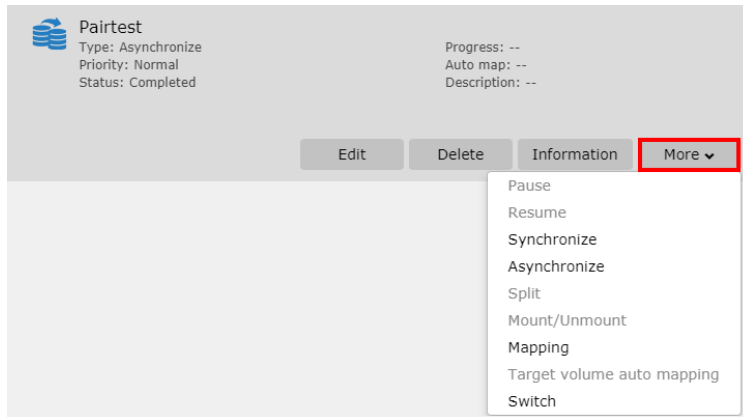 Pairtest
Type: Asynchronize
Priority: Normal
Status: Completed
Progress: --
Auto map: --
Description: --
Edit
Delete
Information
More
Pause
Resume
Synchronize
Asynchronize
Split
Mount/Unmount
Mapping
Target volume auto mapping
Switch